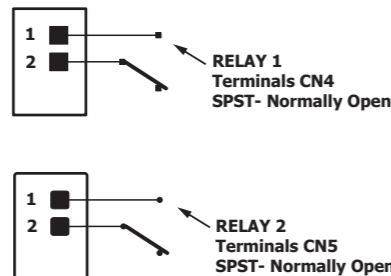 1
2
RELAY 1
Terminals CN4
SPST- Normally Open
1
2
RELAY 2
Terminals CN5
SPST- Normally Open